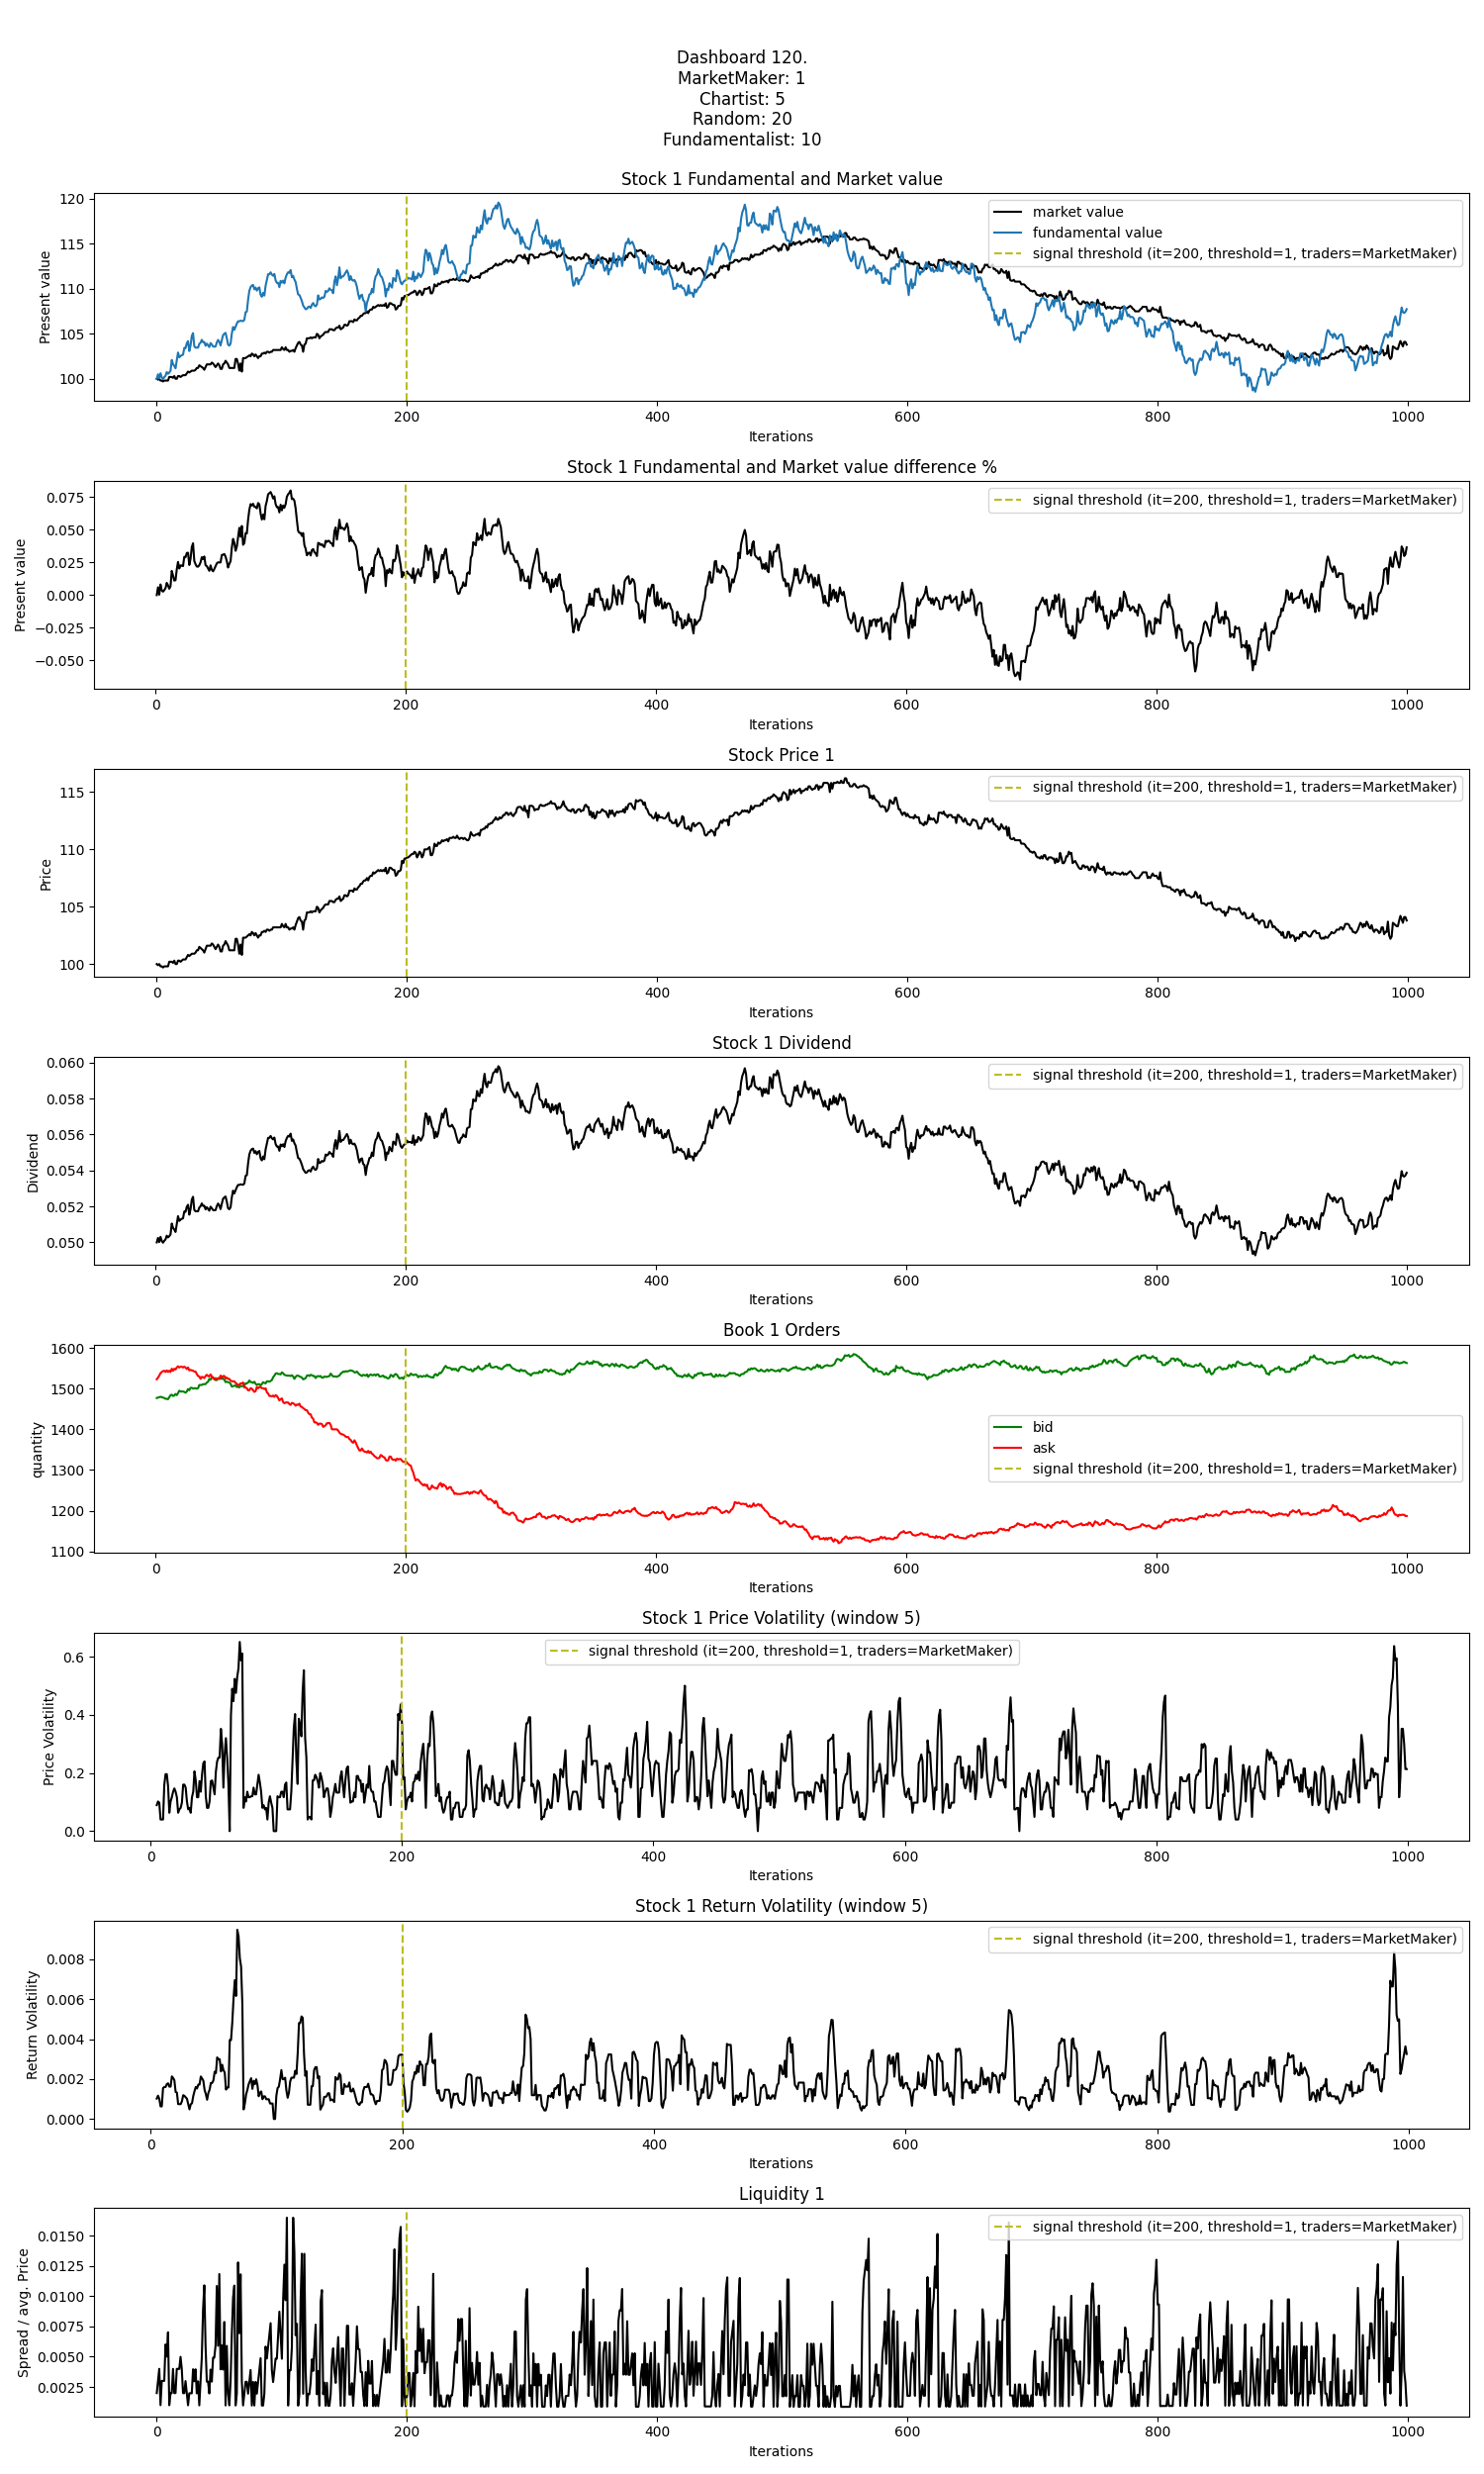 Dashboard 120.
MarketMaker: 1
Chartist: 5
Random: 20
Fundamentalist: 10
Stock 1 Fundamental and Market value
120
115
110
105
100
Present value
market value
fundamental value
signal threshold (it=200, threshold=1, traders=MarketMaker)
0 200 400 600 800 1000
Iterations
Stock 1 Fundamental and Market value difference %
0.075
0.050
0.025
0.000
−0.025
−0.050
Present value
signal threshold (it=200, threshold=1, traders=MarketMaker)
0 200 400 600 800 1000
Iterations
Stock Price 1
115
110
105
100
Price
signal threshold (it=200, threshold=1, traders=MarketMaker)
0 200 400 600 800 1000
Iterations
Stock 1 Dividend
0.060
0.058
0.056
0.054
0.052
0.050
Dividend
signal threshold (it=200, threshold=1, traders=MarketMaker)
0 200 400 600 800 1000
Iterations
Book 1 Orders
1600
1500
1400
1300
1200
1100
quantity
bid
ask
signal threshold (it=200, threshold=1, traders=MarketMaker)
0 200 400 600 800 1000
Iterations
Stock 1 Price Volatility (window 5)
0.6
0.4
0.2
0.0
Price Volatility
signal threshold (it=200, threshold=1, traders=MarketMaker)
0 200 400 600 800 1000
Iterations
Stock 1 Return Volatility (window 5)
0.008
0.006
0.004
0.002
0.000
Return Volatility
signal threshold (it=200, threshold=1, traders=MarketMaker)
0 200 400 600 800 1000
Iterations
Liquidity 1
0.0150
0.0125
0.0100
0.0075
0.0050
0.0025
Spread / avg. Price
signal threshold (it=200, threshold=1, traders=MarketMaker)
0 200 400 600 800 1000
Iterations